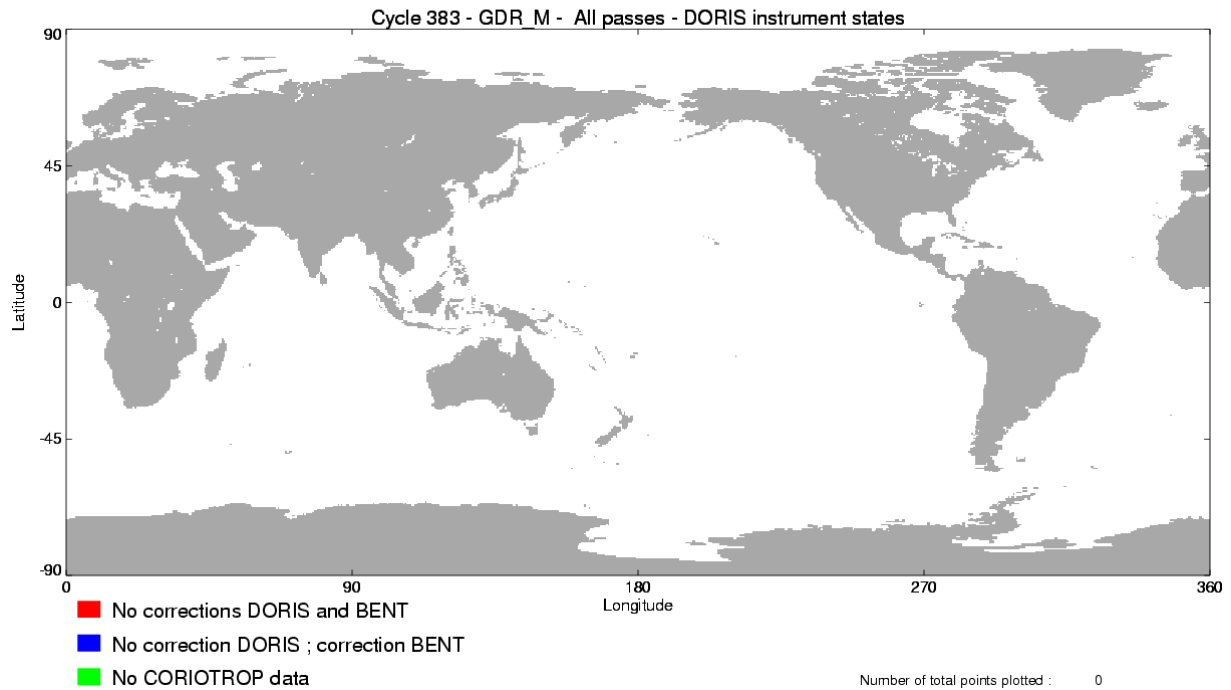 Cycle 383 - GDR_M - All passes - DORIS instrument states
90
45
0
-45
-90
Latitude
0 90 180 270 360
Longitude
No corrections DORIS and BENT
No correction DORIS ; correction BENT
No CORIOTROP data
Number of total points plotted : 0